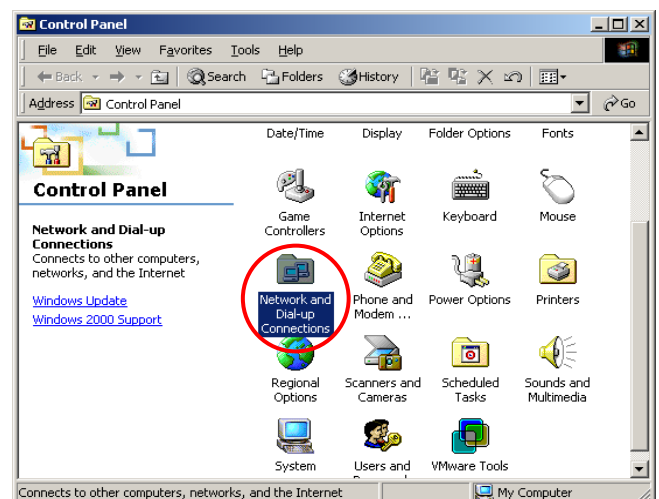 Control Panel
File Edit View Favorites Tools Help
Back Search Folders History
Address Control Panel Go
Control Panel
Network and Dial-up
Connections
Connects to other computers,
networks, and the Internet
Windows Update
Windows 2000 Support
Date/Time Display Folder Options Fonts
Game
Controllers
Internet
Options
Keyboard
Mouse
Network and
Dial-up
Connections
Phone and
Modem ...
Power Options
Printers
Regional
Options
Scanners and
Cameras
Scheduled
Tasks
Sounds and
Multimedia
System
Users and
VMware Tools
Connects to other computers, networks, and the Internet
My Computer